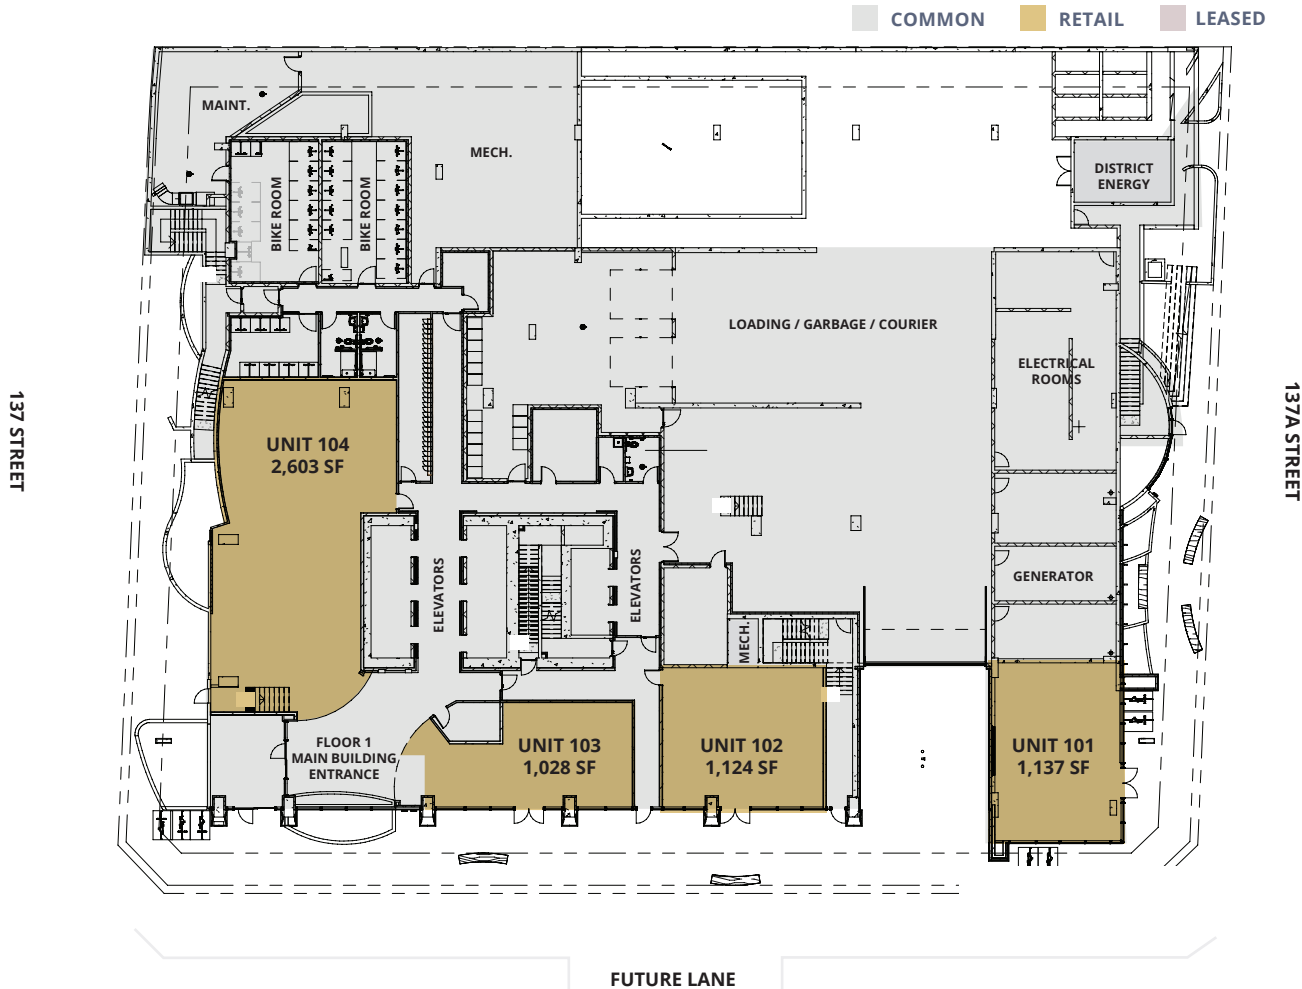 COMMON
RETAIL
LEASED
MAINT.
MECH.
DISTRICT
ENERGY
BIKE ROOM
BIKE ROOM
LOADING / GARBAGE / COURIER
ELECTRICAL
ROOMS
137 STREET
137A STREET
UNIT 104
2,603 SF
ELEVATORS
ELEVATORS
GENERATOR
MECH.
FLOOR 1
MAIN BUILDING
ENTRANCE
UNIT 103
1,028 SF
UNIT 102
1,124 SF
UNIT 101
1,137 SF
FUTURE LANE